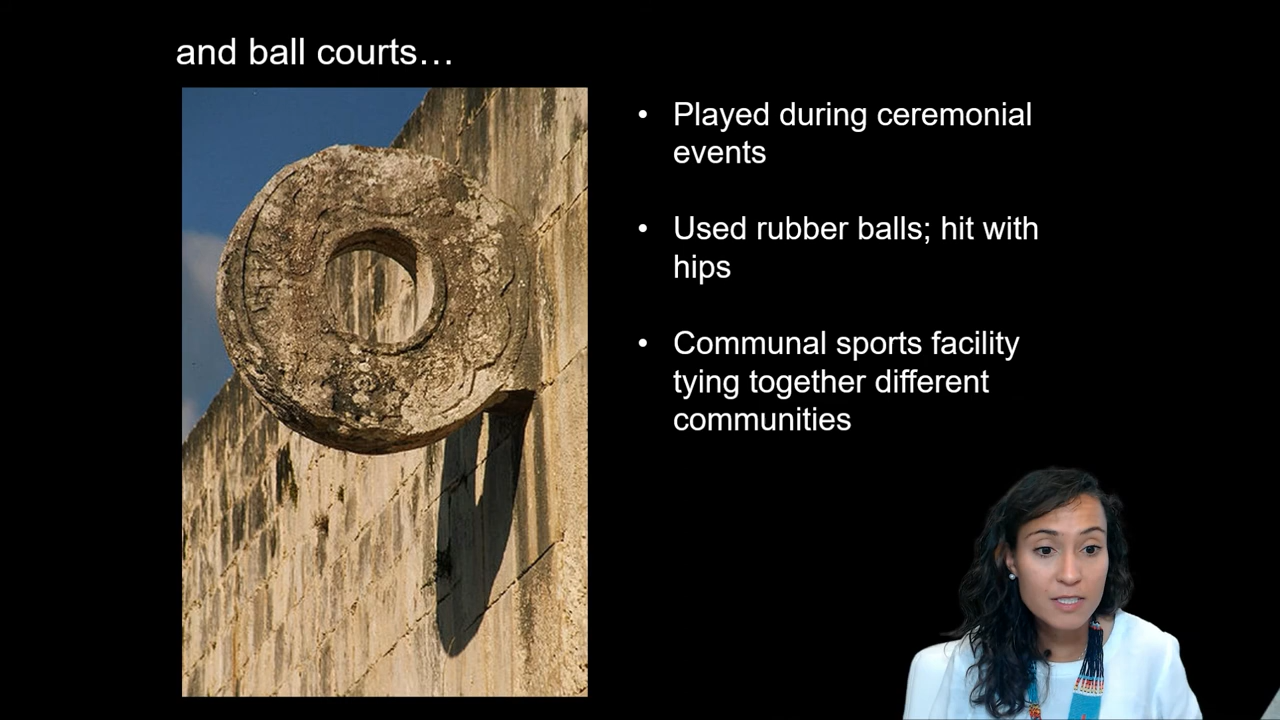 and ball courts…
• Played during ceremonial
events
• Used rubber balls; hit with
hips
• Communal sports facility
tying together different
communities